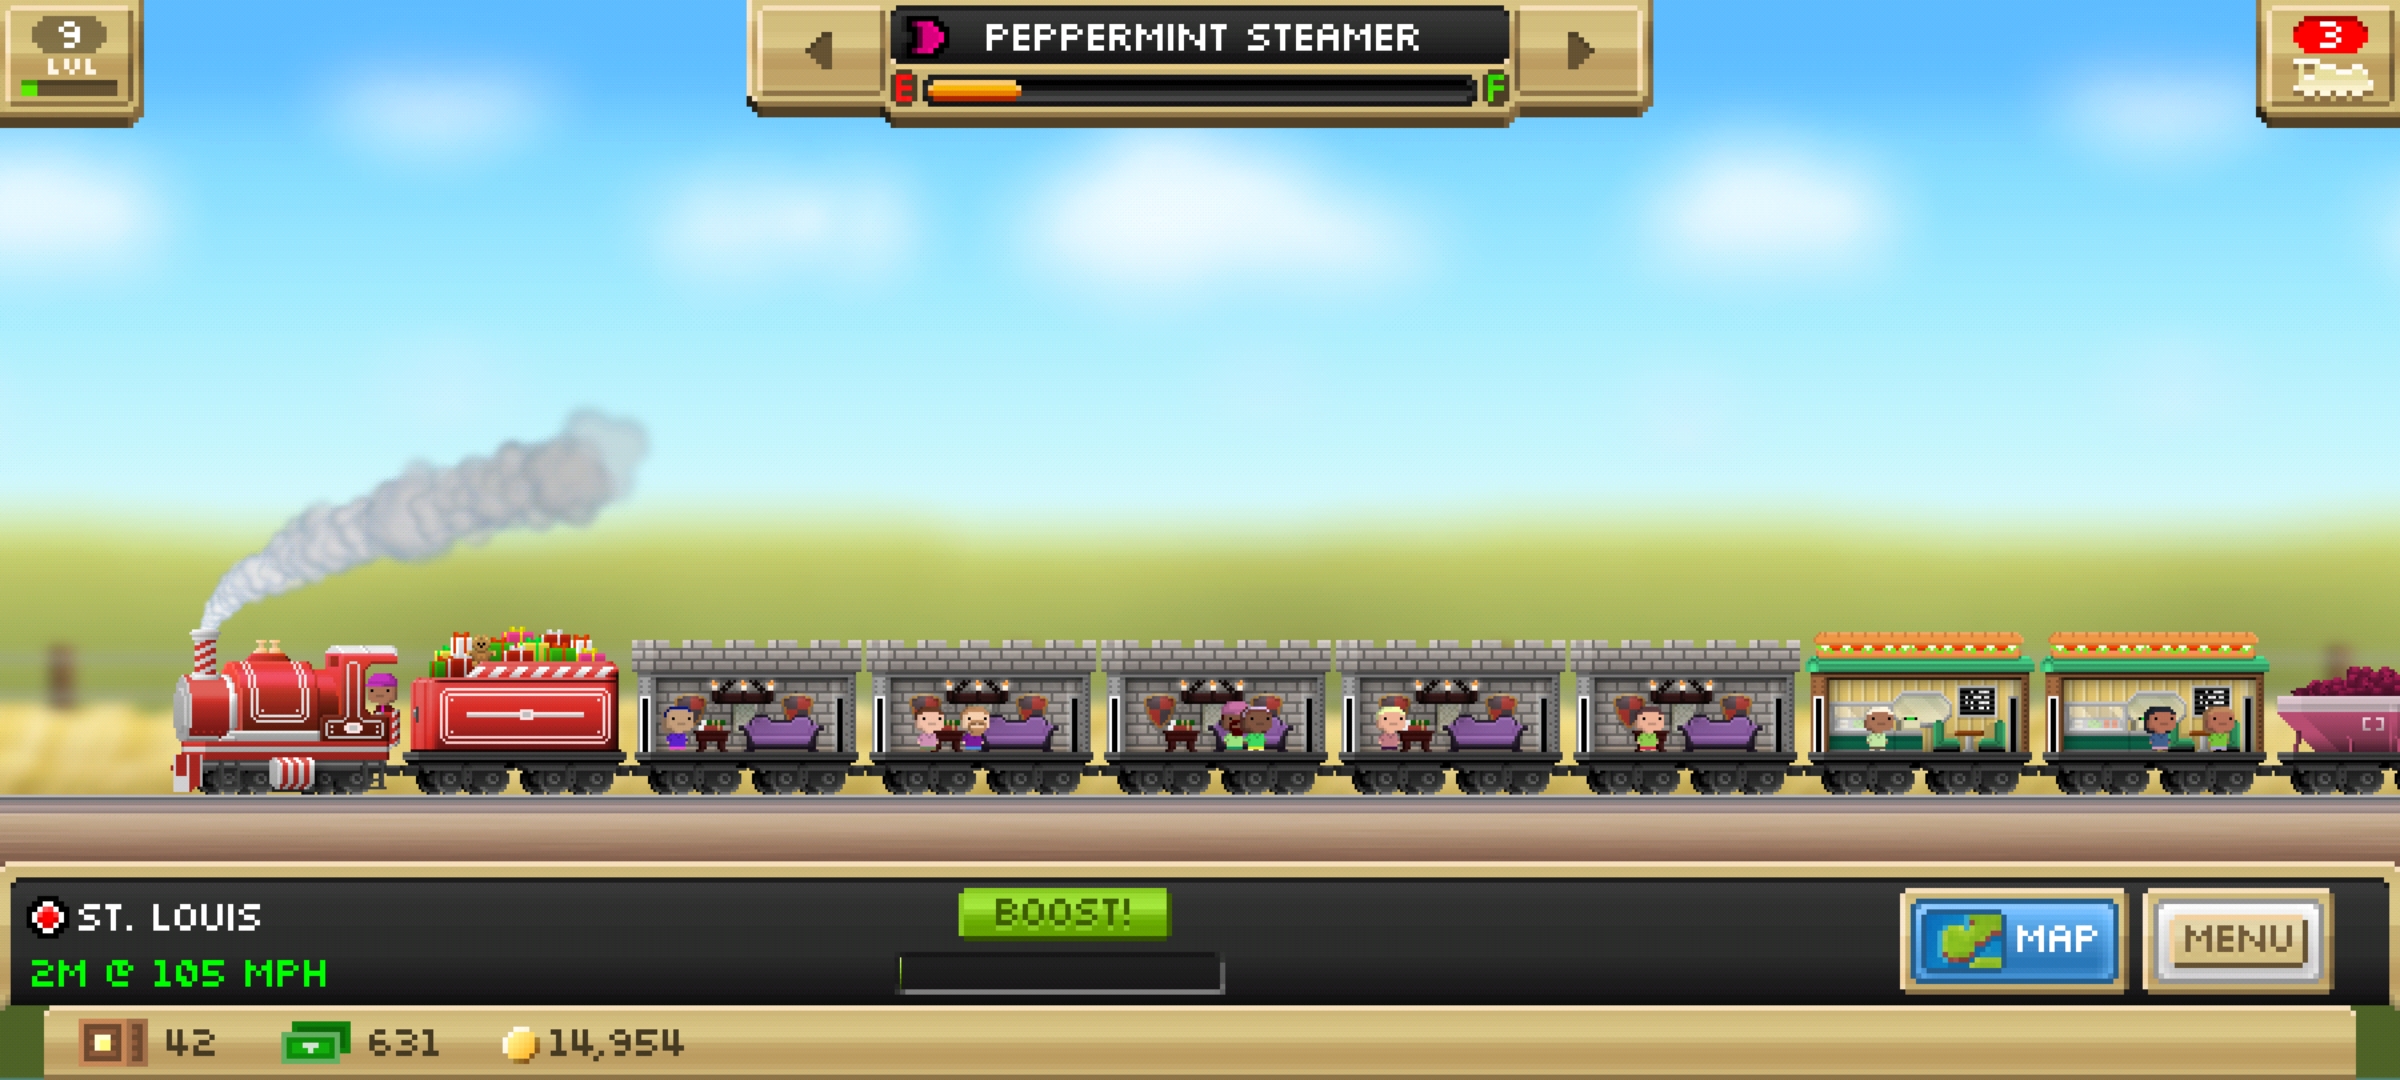 9
LVL
PEPPERMINT STEAMER
E F
3
ST. LOUIS
2M @ 105 MPH
BOOST!
MAP
MENU
42
631
14,954